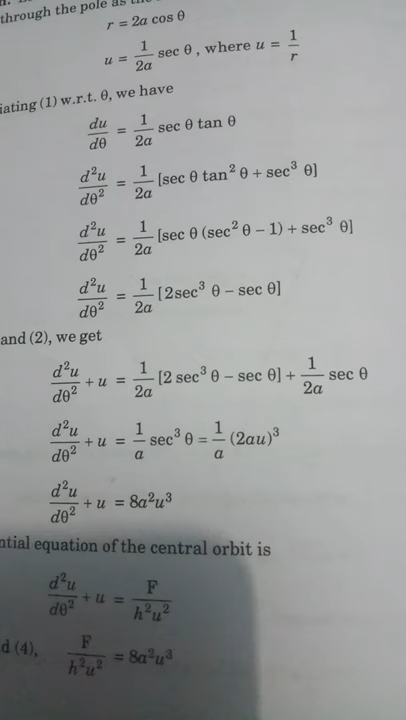 through the pole as the
r = 2a cos θ
u = 1/2a sec θ , where u = 1/r
iating (1) w.r.t. θ, we have
du/dθ = 1/2a sec θ tan θ
d²u/dθ² = 1/2a [sec θ tan² θ + sec³ θ]
d²u/dθ² = 1/2a [sec θ (sec² θ – 1) + sec³ θ]
d²u/dθ² = 1/2a [2sec³ θ – sec θ]
and (2), we get
d²u/dθ² + u = 1/2a [2 sec³ θ – sec θ] + 1/2a sec θ
d²u/dθ² + u = 1/a sec³ θ = 1/a (2au)³
d²u/dθ² + u = 8a²u³
ntial equation of the central orbit is
d²u/dθ² + u = F/h²u²
d (4), F/h²u² = 8a²u³